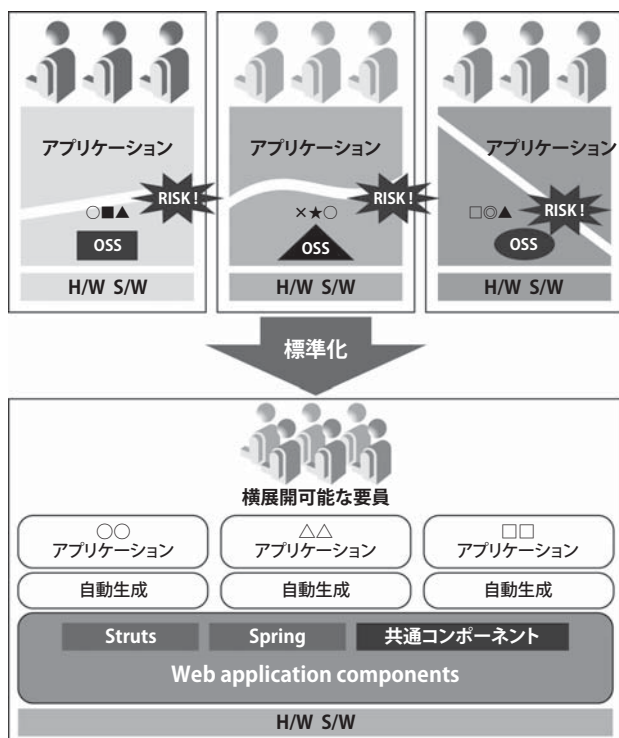 アプリケーション
RISK!
○■▲
OSS
H/W S/W
アプリケーション
RISK!
×★○
OSS
H/W S/W
アプリケーション
RISK!
□◎▲
OSS
H/W S/W
標準化
横展開可能な要員
○○
アプリケーション
△△
アプリケーション
□□
アプリケーション
自動生成
自動生成
自動生成
Struts
Spring
共通コンポーネント
Web application components
H/W S/W